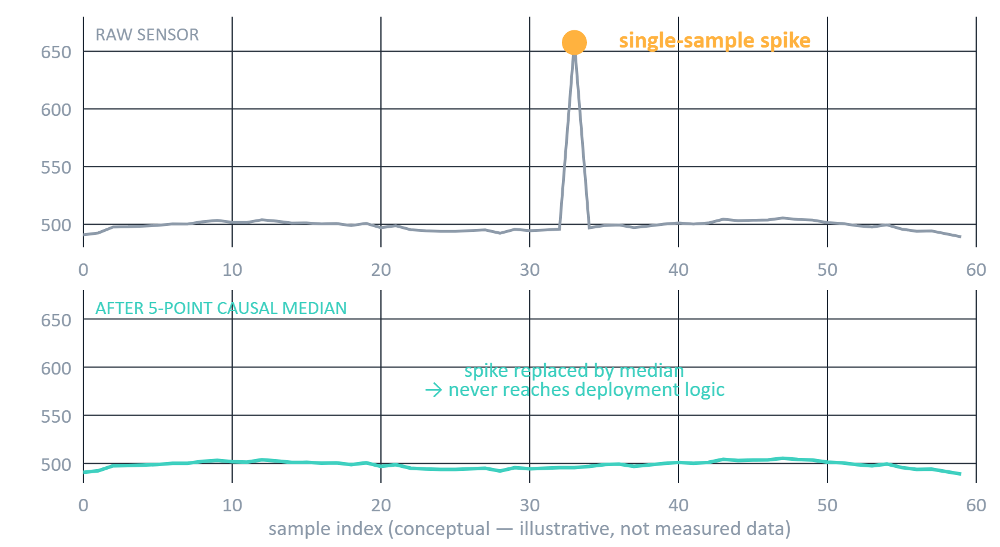 RAW SENSOR
single-sample spike
650
600
550
500
0 10 20 30 40 50 60
AFTER 5-POINT CAUSAL MEDIAN
650
600
spike replaced by median
→ never reaches deployment logic
550
500
0 10 20 30 40 50 60
sample index (conceptual — illustrative, not measured data)